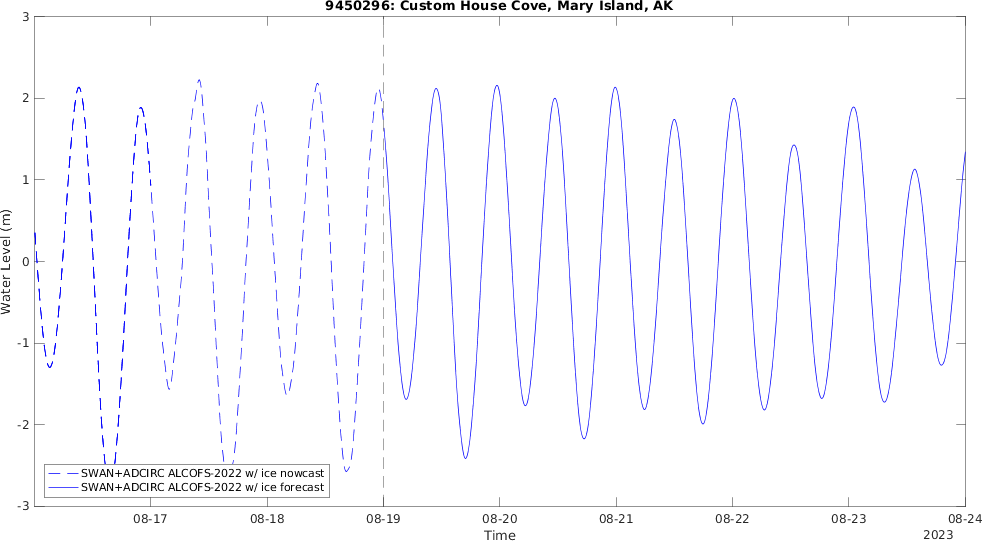 9450296: Custom House Cove, Mary Island, AK
3
2
1
0
-1
-2
-3
Water Level (m)
SWAN+ADCIRC ALCOFS-2022 w/ ice nowcast
SWAN+ADCIRC ALCOFS-2022 w/ ice forecast
08-17 08-18 08-19 08-20 08-21 08-22 08-23 08-24
Time
2023